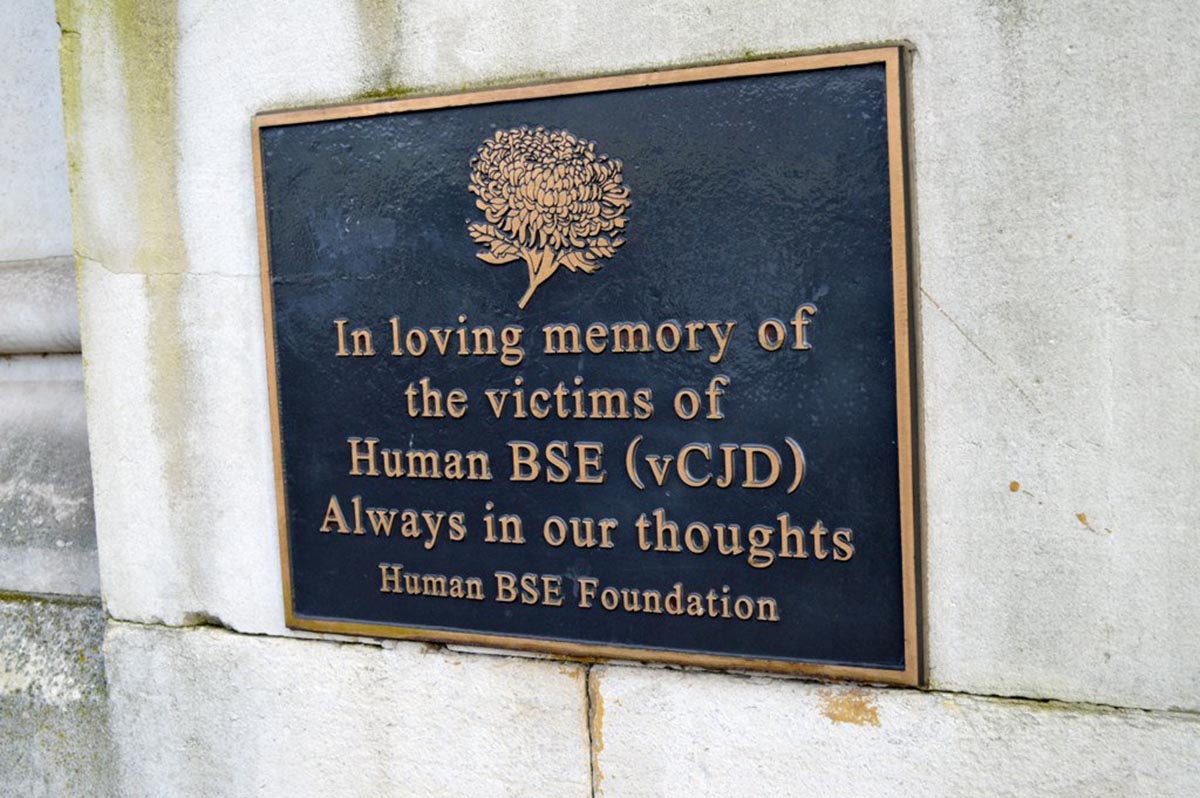 In loving memory of
the victims of
Human BSE (vCJD)
Always in our thoughts
Human BSE Foundation